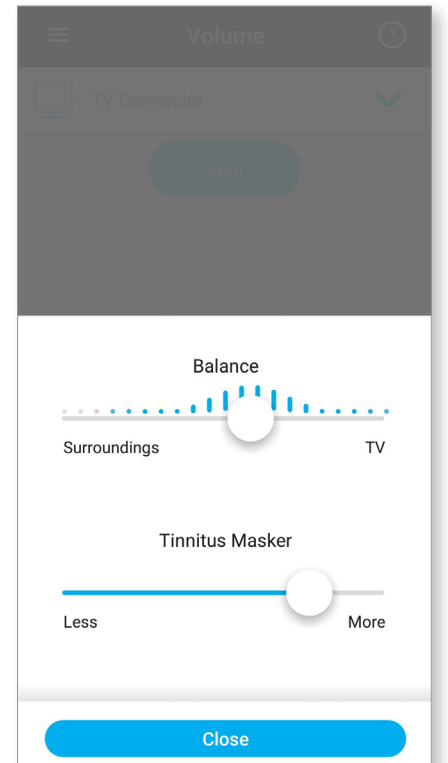 Volume
?
TV Connector
Join
Balance
Surroundings TV
Tinnitus Masker
Less More
Close